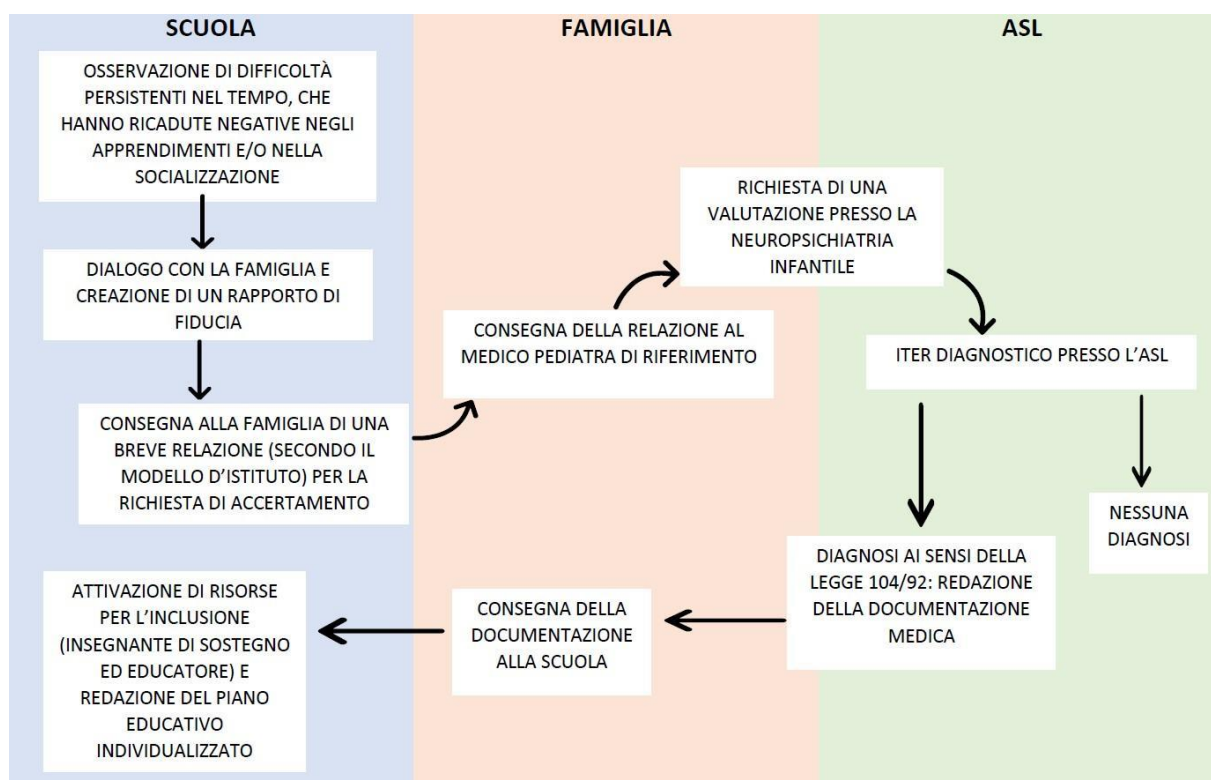 SCUOLA
FAMIGLIA
ASL
OSSERVAZIONE DI DIFFICOLTÀ
PERSISTENTI NEL TEMPO, CHE
HANNO RICADUTE NEGATIVE NEGLI
APPRENDIMENTI E/O NELLA
SOCIALIZZAZIONE
DIALOGO CON LA FAMIGLIA E
CREAZIONE DI UN RAPPORTO DI
FIDUCIA
CONSEGNA ALLA FAMIGLIA DI UNA
BREVE RELAZIONE (SECONDO IL
MODELLO D’ISTITUTO) PER LA
RICHIESTA DI ACCERTAMENTO
CONSEGNA DELLA RELAZIONE AL
MEDICO PEDIATRA DI RIFERIMENTO
RICHIESTA DI UNA
VALUTAZIONE PRESSO LA
NEUROPSICHIATRIA
INFANTILE
ITER DIAGNOSTICO PRESSO L’ASL
NESSUNA
DIAGNOSI
DIAGNOSI AI SENSI DELLA
LEGGE 104/92: REDAZIONE
DELLA DOCUMENTAZIONE
MEDICA
CONSEGNA DELLA
DOCUMENTAZIONE
ALLA SCUOLA
ATTIVAZIONE DI RISORSE
PER L’INCLUSIONE
(INSEGNANTE DI SOSTEGNO
ED EDUCATORE) E
REDAZIONE DEL PIANO
EDUCATIVO
INDIVIDUALIZZATO